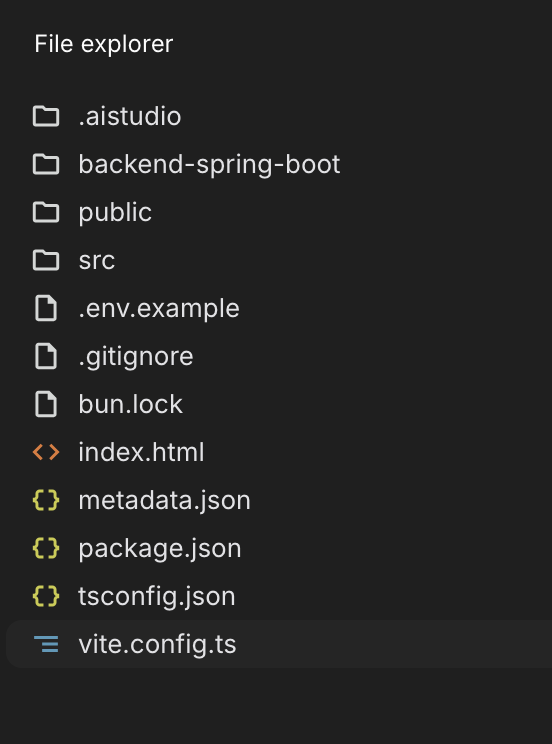 File explorer
.aistudio
backend-spring-boot
public
src
.env.example
.gitignore
bun.lock
index.html
metadata.json
package.json
tsconfig.json
vite.config.ts